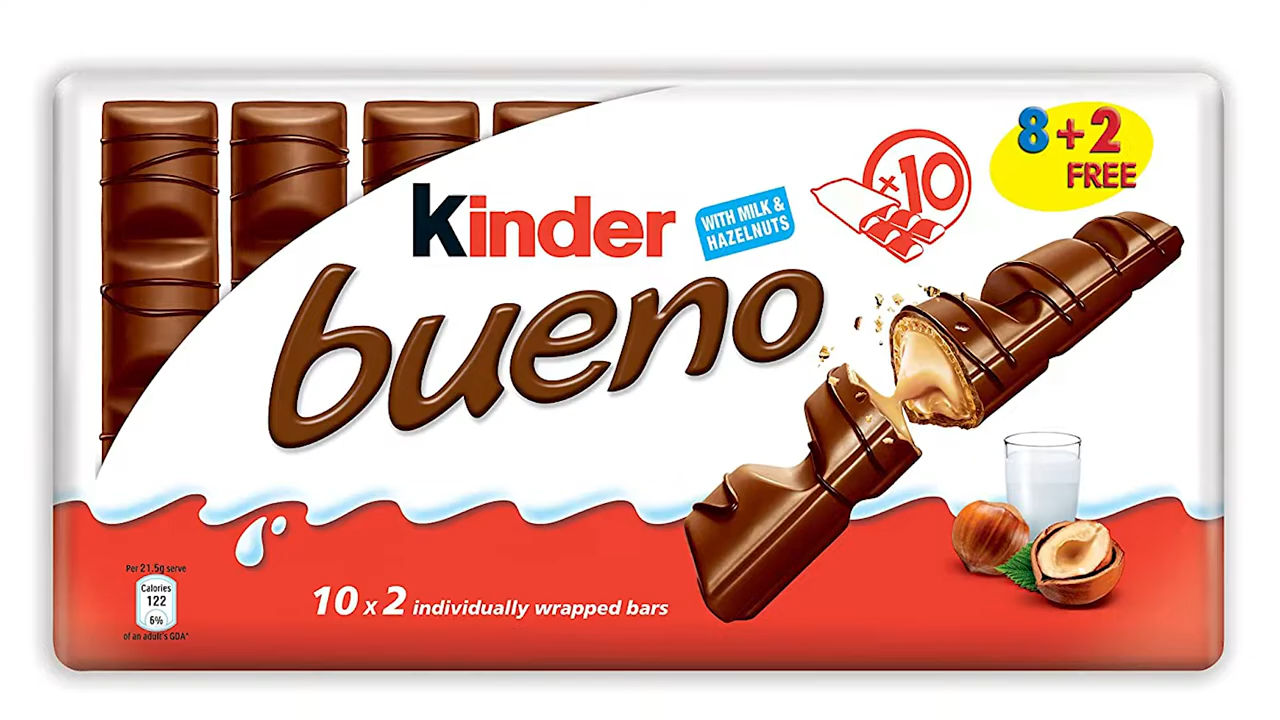 8+2
FREE
×10
kinder
WITH MILK &
HAZELNUTS
bueno
Per 21.5g serve
Calories
122
6%
of an adult's GDA*
10 x 2 individually wrapped bars